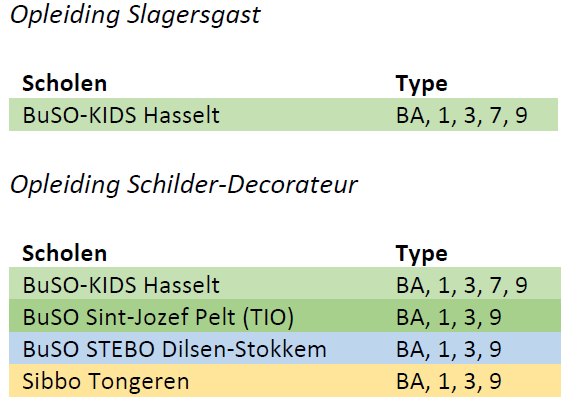 Opleiding Slagersgast
Scholen Type
BuSO-KIDS Hasselt BA, 1, 3, 7, 9
Opleiding Schilder-Decorateur
Scholen Type
BuSO-KIDS Hasselt BA, 1, 3, 7, 9
BuSO Sint-Jozef Pelt (TIO) BA, 1, 3, 9
BuSO STEBO Dilsen-Stokkem BA, 1, 3, 9
Sibbo Tongeren BA, 1, 3, 9